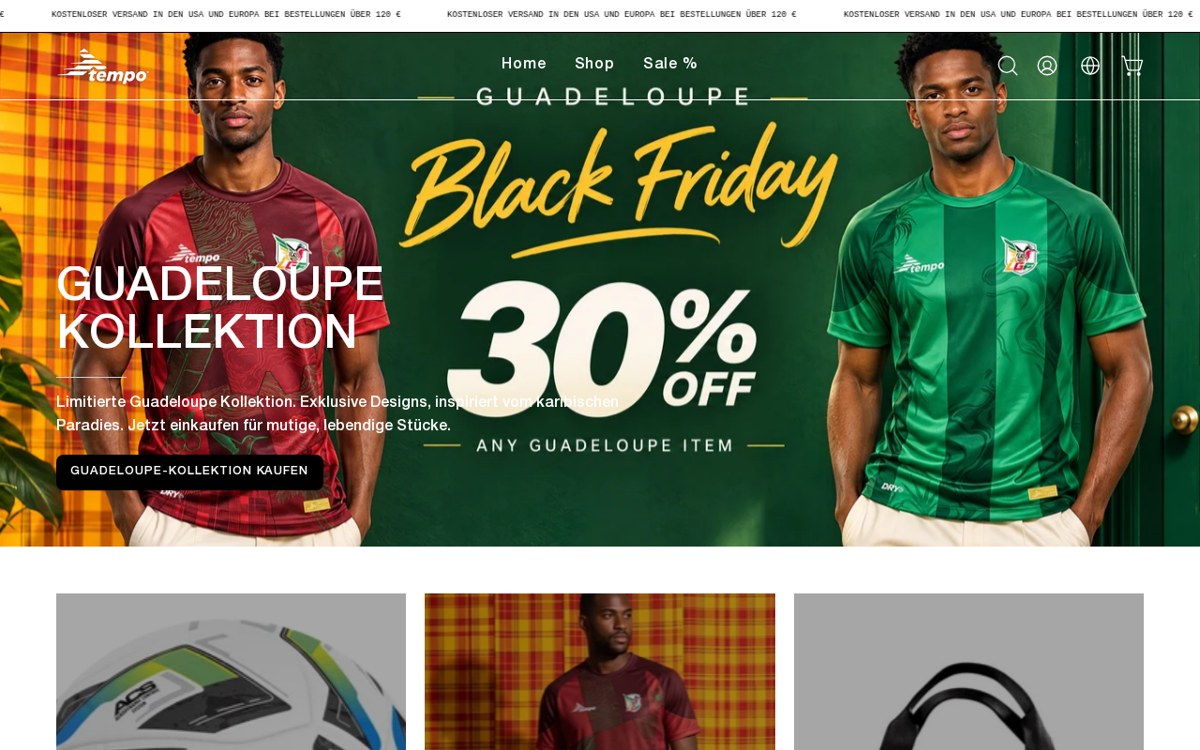 KOSTENLOSER VERSAND IN DEN USA UND EUROPA BEI BESTELLUNGEN ÜBER 120 €
KOSTENLOSER VERSAND IN DEN USA UND EUROPA BEI BESTELLUNGEN ÜBER 120 €
KOSTENLOSER VERSAND IN DEN USA UND EUROPA BEI BESTELLUNGEN ÜBER 120 €
tempo
Home
Shop
Sale %
GUADELOUPE
Black Friday
30% OFF
ANY GUADELOUPE ITEM
tempo
tempo
GUADELOUPE
KOLLEKTION
Limitierte Guadeloupe Kollektion. Exklusive Designs, inspiriert vom karibischen
Paradies. Jetzt einkaufen für mutige, lebendige Stücke.
GUADELOUPE-KOLLEKTION KAUFEN
DRY
DRY
ACS